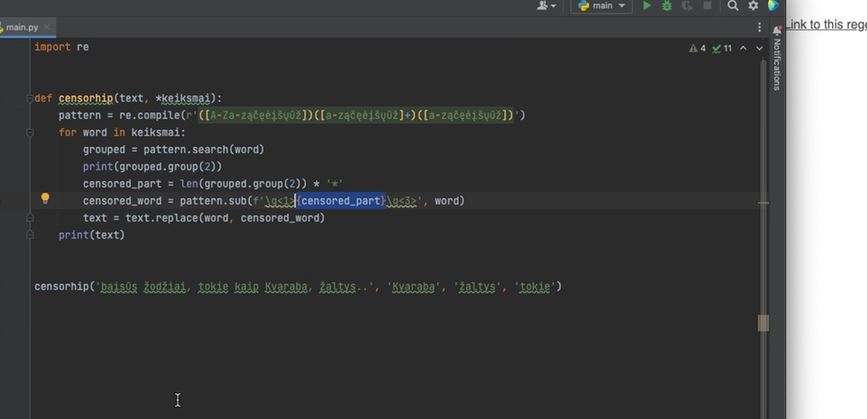 main
main.py
Link to this rege
import re
4 11
Notifications
def censorhip(text, *keiksmai):
pattern = re.compile(r'([A-Za-ząčęėįšųūž])([a-ząčęėįšųūž]+)([a-ząčęėįšųūž])')
for word in keiksmai:
grouped = pattern.search(word)
print(grouped.group(2))
censored_part = len(grouped.group(2)) * '*'
censored_word = pattern.sub(f'\g<1>{censored_part}\g<3>', word)
text = text.replace(word, censored_word)
print(text)
censorhip('baisūs žodžiai, tokie kaip Kvaraba, žaltys..', 'Kvaraba', 'žaltys', 'tokie')